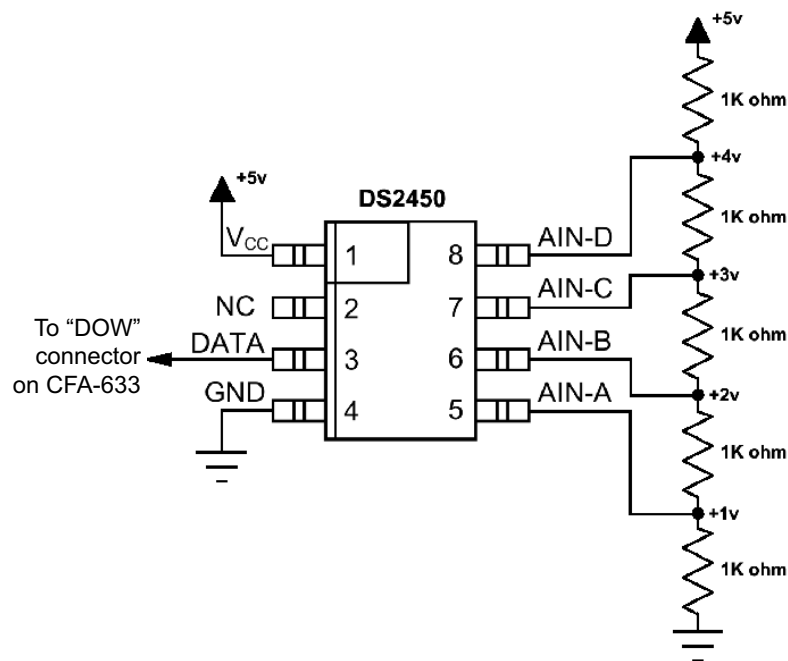 +5v
1K ohm
+4v
+5v
DS2450
1K ohm
VCC
1
8
AIN-D
+3v
NC
2
7
AIN-C
To “DOW”
connector
on CFA-633
DATA
3
6
AIN-B
1K ohm
+2v
GND
4
5
AIN-A
1K ohm
+1v
1K ohm